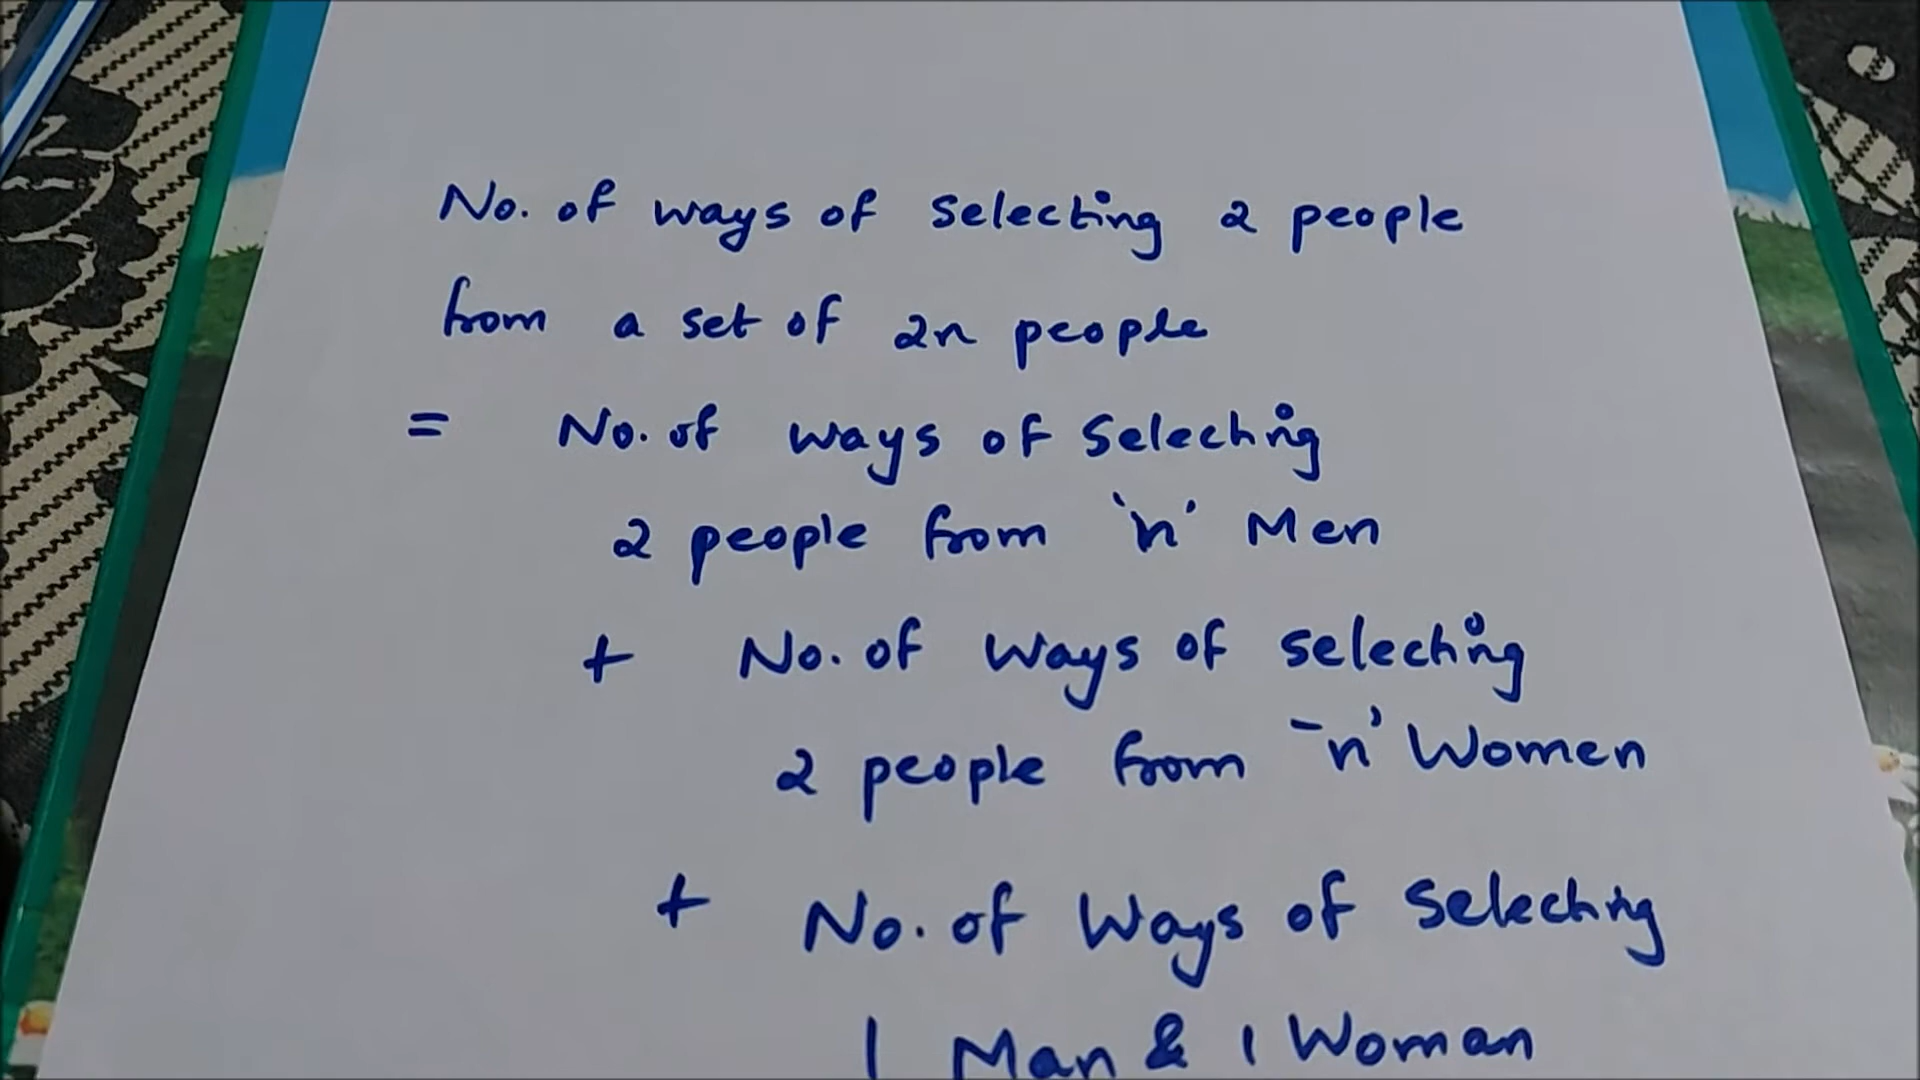 No. of ways of selecting 2 people
from a set of 2n people
= No. of ways of Selecting
2 people from 'n' Men
+ No. of ways of selecting
2 people from 'n' Women
+ No. of Ways of Selecting
1 Man & 1 Woman